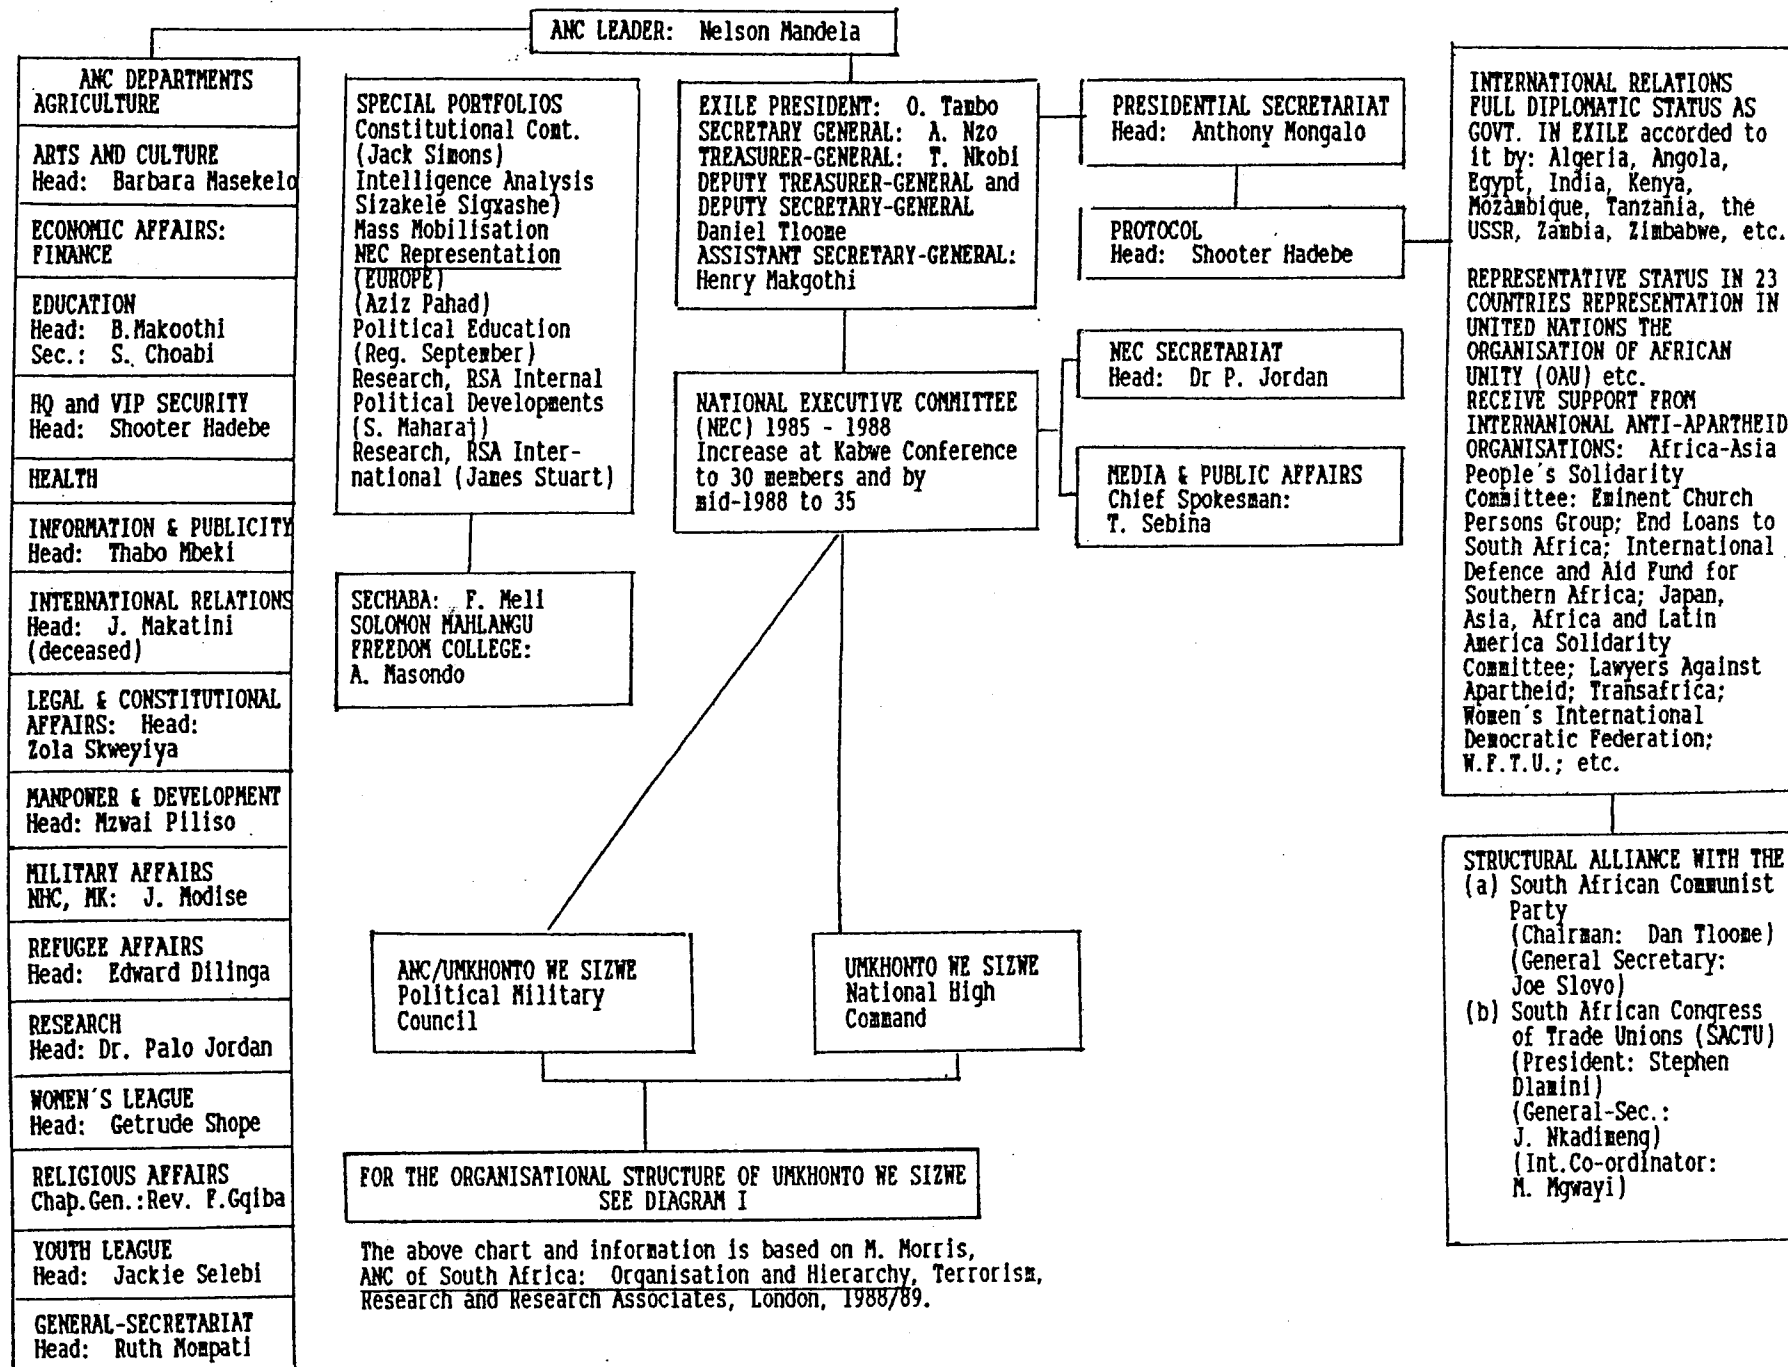 ANC LEADER: Nelson Mandela
ANC DEPARTMENTS
AGRICULTURE
ARTS AND CULTURE
Head: Barbara Masekelo
ECONOMIC AFFAIRS:
FINANCE
EDUCATION
Head: B.Makoothi
Sec.: S. Choabi
HQ and VIP SECURITY
Head: Shooter Hadebe
HEALTH
INFORMATION & PUBLICITY
Head: Thabo Mbeki
INTERNATIONAL RELATIONS
Head: J. Makatini
(deceased)
LEGAL & CONSTITUTIONAL
AFFAIRS: Head:
Zola Skweyiya
MANPOWER & DEVELOPMENT
Head: Mzwai Piliso
MILITARY AFFAIRS
NHC, MK: J. Modise
REFUGEE AFFAIRS
Head: Edward Dilinga
RESEARCH
Head: Dr. Palo Jordan
WOMEN'S LEAGUE
Head: Getrude Shope
RELIGIOUS AFFAIRS
Chap.Gen.:Rev. F.Gqiba
YOUTH LEAGUE
Head: Jackie Selebi
GENERAL-SECRETARIAT
Head: Ruth Mompati
SPECIAL PORTFOLIOS
Constitutional Comt.
(Jack Simons)
Intelligence Analysis
Sizakele Sigxashe)
Mass Mobilisation
NEC Representation
(EUROPE)
(Aziz Pahad)
Political Education
(Reg. September)
Research, RSA Internal
Political Developments
(S. Maharaj)
Research, RSA Inter-
national (James Stuart)
SECHABA: F. Meli
SOLOMON MAHLANGU
FREEDOM COLLEGE:
A. Masondo
EXILE PRESIDENT: O. Tambo
SECRETARY GENERAL: A. Nzo
TREASURER-GENERAL: T. Nkobi
DEPUTY TREASURER-GENERAL and
DEPUTY SECRETARY-GENERAL
Daniel Tloome
ASSISTANT SECRETARY-GENERAL:
Henry Makgothi
NATIONAL EXECUTIVE COMMITTEE
(NEC) 1985 - 1988
Increase at Kabwe Conference
to 30 members and by
mid-1988 to 35
PRESIDENTIAL SECRETARIAT
Head: Anthony Mongalo
PROTOCOL
Head: Shooter Hadebe
NEC SECRETARIAT
Head: Dr P. Jordan
MEDIA & PUBLIC AFFAIRS
Chief Spokesman:
T. Sebina
INTERNATIONAL RELATIONS
FULL DIPLOMATIC STATUS AS
GOVT. IN EXILE accorded to
it by: Algeria, Angola,
Egypt, India, Kenya,
Mozambique, Tanzania, the
USSR, Zambia, Zimbabwe, etc.
REPRESENTATIVE STATUS IN 23
COUNTRIES REPRESENTATION IN
UNITED NATIONS THE
ORGANISATION OF AFRICAN
UNITY (OAU) etc.
RECEIVE SUPPORT FROM
INTERNANIONAL ANTI-APARTHEID
ORGANISATIONS: Africa-Asia
People's Solidarity
Committee: Eminent Church
Persons Group; End Loans to
South Africa; International
Defence and Aid Fund for
Southern Africa; Japan,
Asia, Africa and Latin
America Solidarity
Committee; Lawyers Against
Apartheid; Transafrica;
Women's International
Democratic Federation;
W.F.T.U.; etc.
STRUCTURAL ALLIANCE WITH THE
(a) South African Communist
Party
(Chairman: Dan Tloome)
(General Secretary:
Joe Slovo)
(b) South African Congress
of Trade Unions (SACTU)
(President: Stephen
Dlamini)
(General-Sec.:
J. Nkadimeng)
(Int.Co-ordinator:
M. Mgwayi)
ANC/UMKHONTO WE SIZWE
Political Military
Council
UMKHONTO WE SIZWE
National High
Command
FOR THE ORGANISATIONAL STRUCTURE OF UMKHONTO WE SIZWE
SEE DIAGRAM I
The above chart and information is based on M. Morris,
ANC of South Africa: Organisation and Hierarchy, Terrorism,
Research and Research Associates, London, 1988/89.